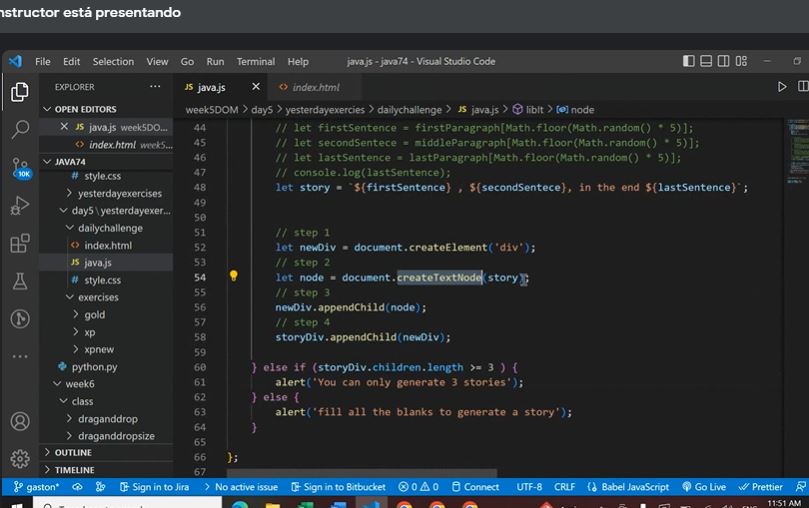 nstructor está presentando
File Edit Selection View Go Run Terminal Help java.js - java74 - Visual Studio Code
EXPLORER ···
JS java.js × <> index.html
week5DOM > day5 > yesterdayexercies > dailychallenge > JS java.js > libIt > node
OPEN EDITORS
× JS java.js week5DO...
<> index.html week5...
JAVA74
# style.css
> yesterdayexercises
day5 \ yesterdayexer...
dailychallenge
<> index.html
JS java.js
# style.css
exercises
> gold
> xp
> xpnew
python.py
week6
class
> draganddrop
> draganddropsize
> OUTLINE
> TIMELINE
10K
44 // let firstSentence = firstParagraph[Math.floor(Math.random() * 5)];
45 // let secondSentece = middleParagraph[Math.floor(Math.random() * 5)];
46 // let lastSentence = lastParagraph[Math.floor(Math.random() * 5)];
47 // console.log(lastSentence);
48 let story = `${firstSentence} , ${secondSentece}, in the end ${lastSentence}`;
49
50
51 // step 1
52 let newDiv = document.createElement('div');
53 // step 2
54 let node = document.createTextNode(story);
55 // step 3
56 newDiv.appendChild(node);
57 // step 4
58 storyDiv.appendChild(newDiv);
59
60 } else if (storyDiv.children.length >= 3 ) {
61 alert('You can only generate 3 stories');
62 } else {
63 alert('fill all the blanks to generate a story');
64 }
65
66 };
67
gaston* Sign in to Jira No active issue Sign in to Bitbucket 0 0 Connect UTF-8 CRLF {} Babel JavaScript Go Live Prettier
ENG 11:51 AM